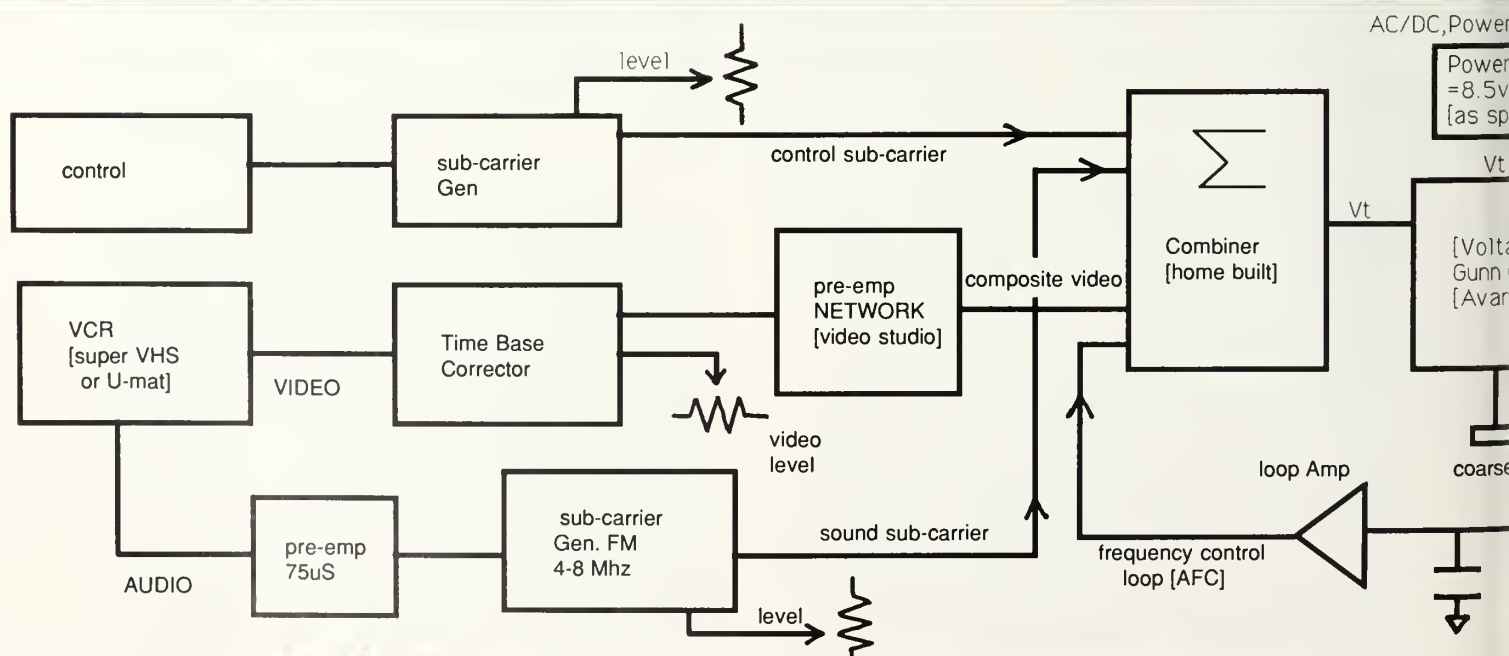 AC/DC,Power
Power
=8.5v
[as sp
level
control
sub-carrier
Gen
control sub-carrier
Σ
Combiner
[home built]
Vt
Vt
[Volta
Gunn
[Avan
VCR
[super VHS
or U-mat]
VIDEO
Time Base
Corrector
pre-emp
NETWORK
[video studio]
composite video
video
level
AUDIO
pre-emp
75uS
sub-carrier
Gen. FM
4-8 Mhz
sound sub-carrier
level
frequency control
loop [AFC]
loop Amp
coarse